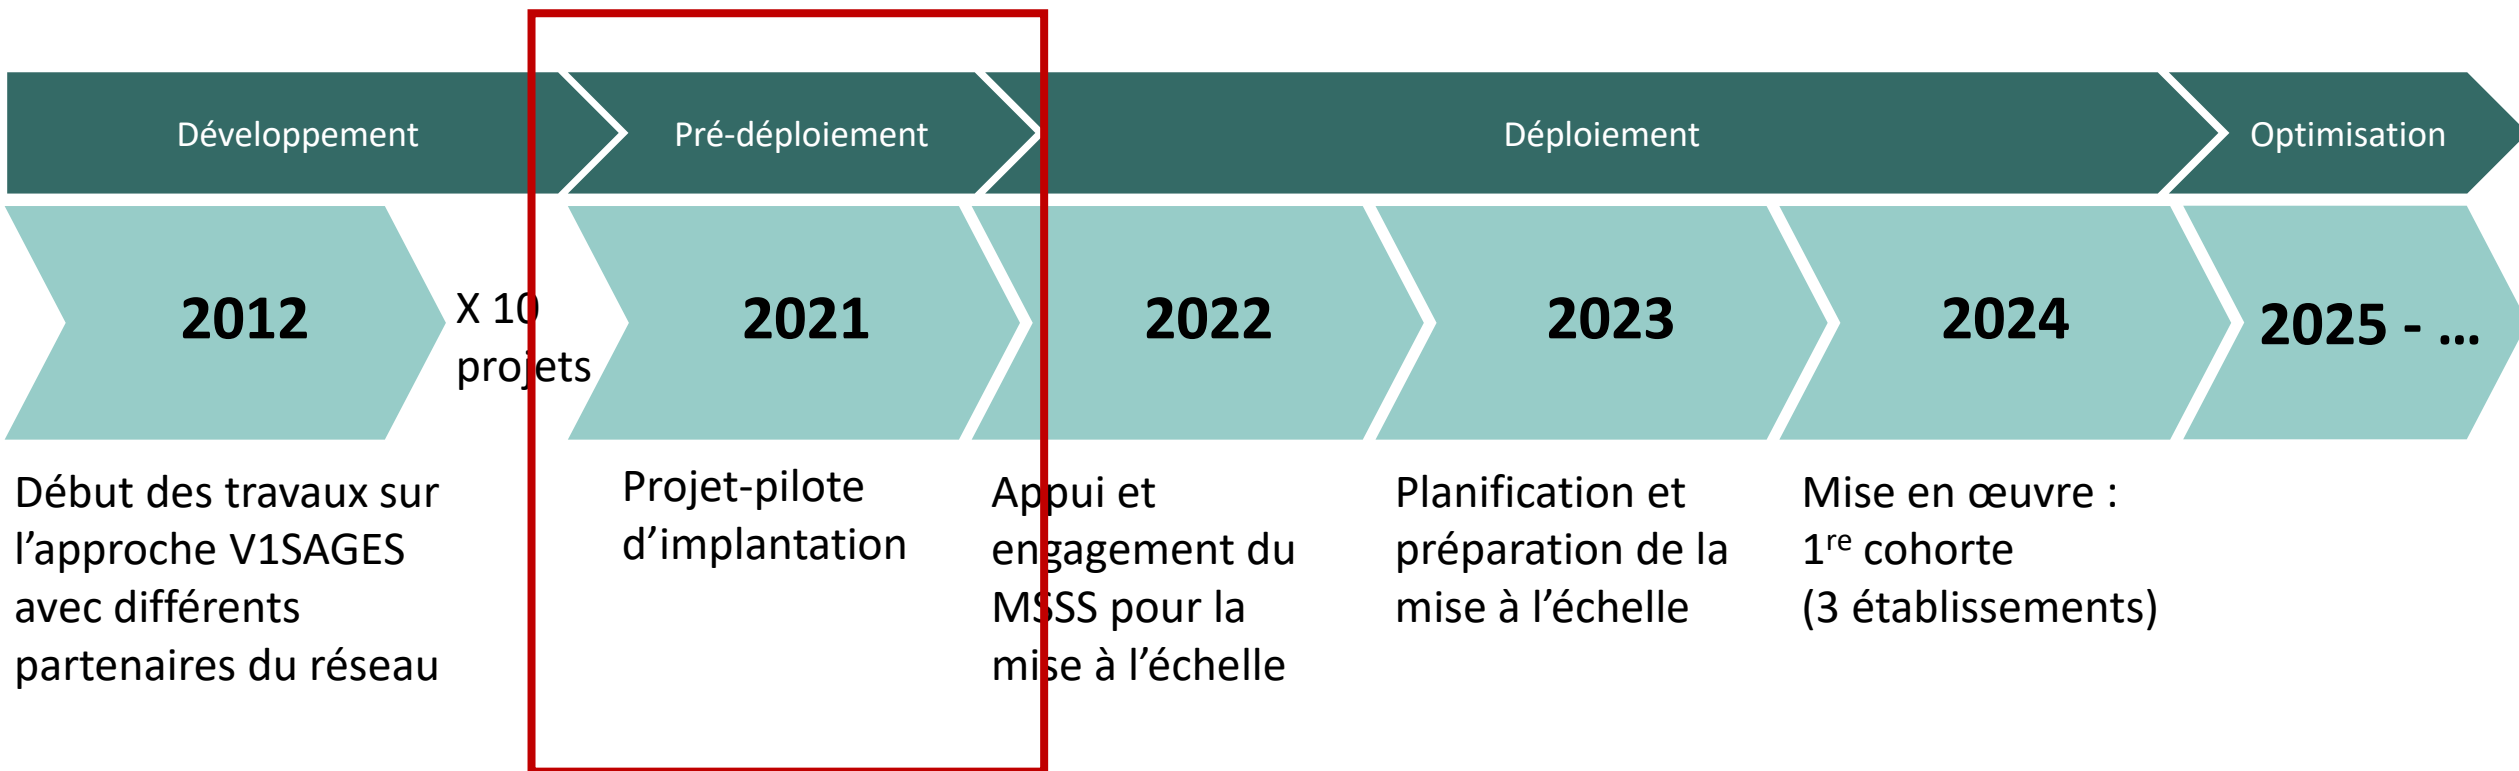 Développement
Pré-déploiement
Déploiement
Optimisation
2012
X 10
projets
2021
2022
2023
2024
2025 - ...
Début des travaux sur
l’approche V1SAGES
avec différents
partenaires du réseau
Projet-pilote
d’implantation
Appui et
engagement du
MSSS pour la
mise à l’échelle
Planification et
préparation de la
mise à l’échelle
Mise en œuvre :
1re cohorte
(3 établissements)